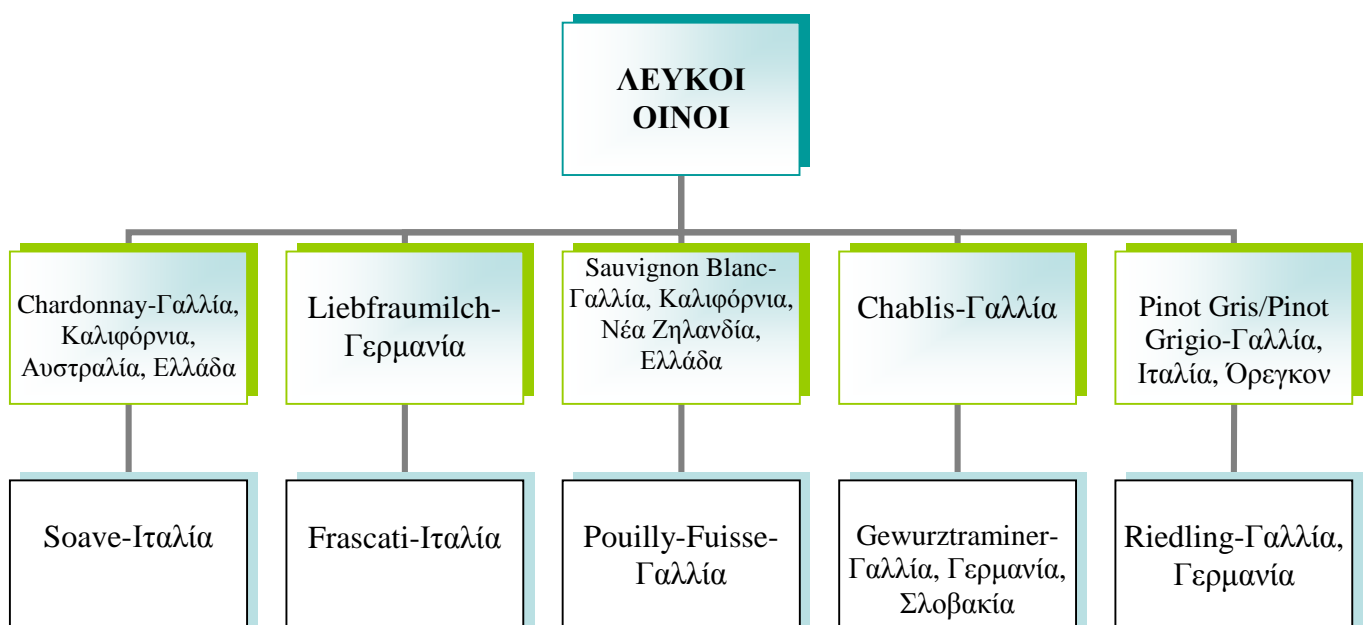 ΛΕΥΚΟΙ
ΟΙΝΟΙ
Chardonnay-Γαλλία,
Καλιφόρνια,
Αυστραλία, Ελλάδα
Liebfraumilch-
Γερμανία
Sauvignon Blanc-
Γαλλία, Καλιφόρνια,
Νέα Ζηλανδία,
Ελλάδα
Chablis-Γαλλία
Pinot Gris/Pinot
Grigio-Γαλλία,
Ιταλία, Όρεγκον
Soave-Ιταλία
Frascati-Ιταλία
Pouilly-Fuisse-
Γαλλία
Gewurztraminer-
Γαλλία, Γερμανία,
Σλοβακία
Riedling-Γαλλία,
Γερμανία